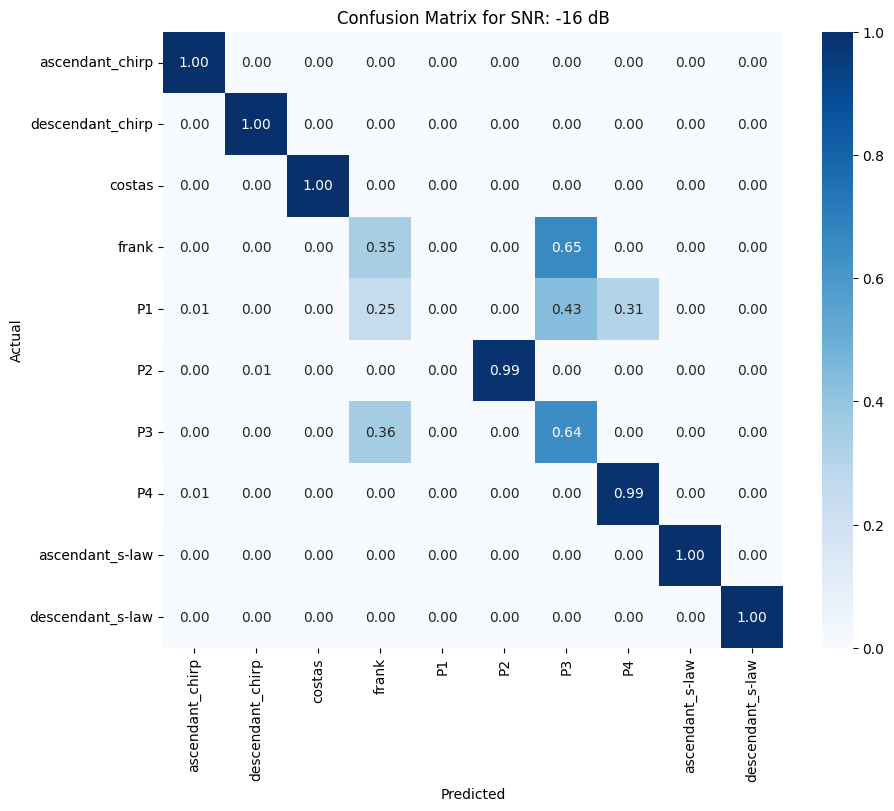 Confusion Matrix for SNR: -16 dB
ascendant_chirp 1.00 0.00 0.00 0.00 0.00 0.00 0.00 0.00 0.00 0.00
descendant_chirp 0.00 1.00 0.00 0.00 0.00 0.00 0.00 0.00 0.00 0.00
costas 0.00 0.00 1.00 0.00 0.00 0.00 0.00 0.00 0.00 0.00
frank 0.00 0.00 0.00 0.35 0.00 0.00 0.65 0.00 0.00 0.00
P1 0.01 0.00 0.00 0.25 0.00 0.00 0.43 0.31 0.00 0.00
P2 0.00 0.01 0.00 0.00 0.00 0.99 0.00 0.00 0.00 0.00
P3 0.00 0.00 0.00 0.36 0.00 0.00 0.64 0.00 0.00 0.00
P4 0.01 0.00 0.00 0.00 0.00 0.00 0.00 0.99 0.00 0.00
ascendant_s-law 0.00 0.00 0.00 0.00 0.00 0.00 0.00 0.00 1.00 0.00
descendant_s-law 0.00 0.00 0.00 0.00 0.00 0.00 0.00 0.00 0.00 1.00
Actual
ascendant_chirp
descendant_chirp
costas
frank
P1
P2
P3
P4
ascendant_s-law
descendant_s-law
Predicted
1.0
0.8
0.6
0.4
0.2
0.0